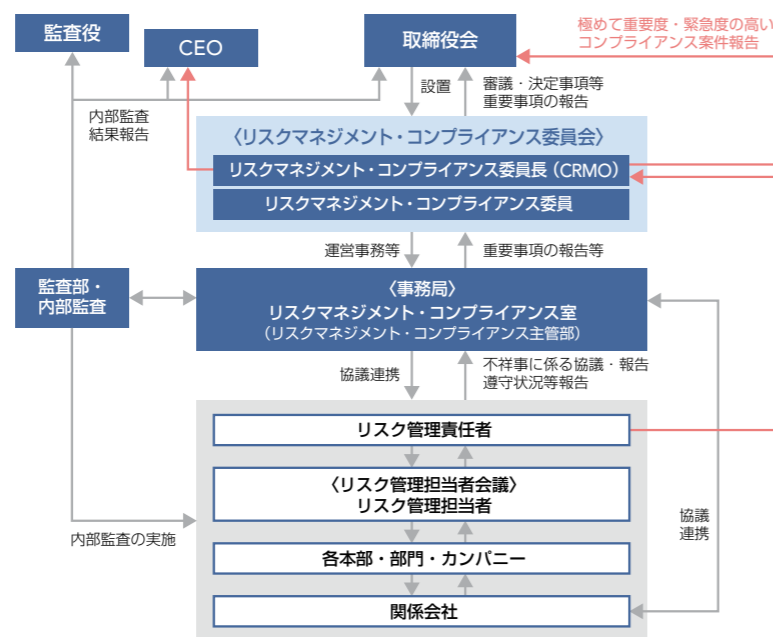 監査役
CEO
取締役会
極めて重要度・緊急度の高い
コンプライアンス案件報告
設置
審議・決定事項等
重要事項の報告
内部監査
結果報告
〈リスクマネジメント・コンプライアンス委員会〉
リスクマネジメント・コンプライアンス委員長（CRMO）
リスクマネジメント・コンプライアンス委員
運営事務等
重要事項の報告等
監査部・
内部監査
〈事務局〉
リスクマネジメント・コンプライアンス室
（リスクマネジメント・コンプライアンス主管部）
協議連携
不祥事に係る協議・報告
遵守状況等報告
リスク管理責任者
〈リスク管理担当者会議〉
リスク管理担当者
内部監査の実施
協議
連携
各本部・部門・カンパニー
関係会社